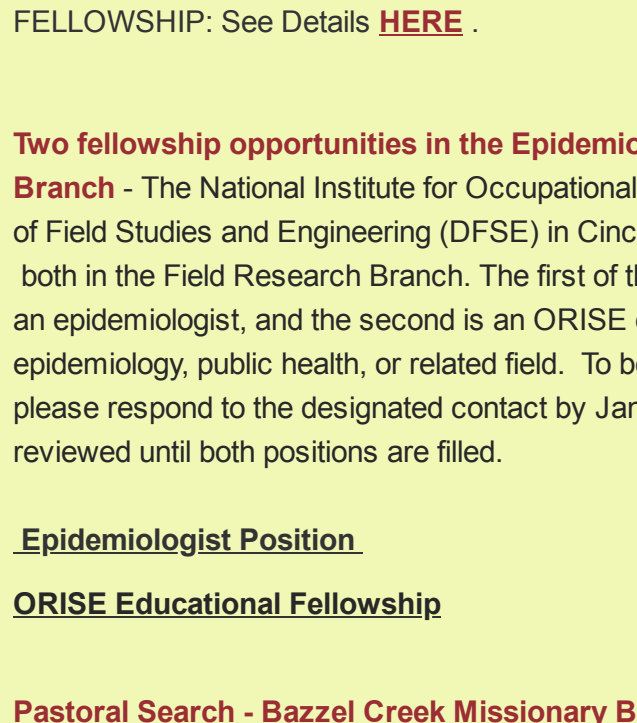 FELLOWSHIP: See Details HERE .
Two fellowship opportunities in the Epidemio
Branch - The National Institute for Occupational
of Field Studies and Engineering (DFSE) in Cinc
both in the Field Research Branch. The first of
an epidemiologist, and the second is an ORISE
epidemiology, public health, or related field.  To
please respond to the designated contact by Jan
reviewed until both positions are filled.
Epidemiologist Position
ORISE Educational Fellowship
Pastoral Search - Bazzel Creek Missionary B